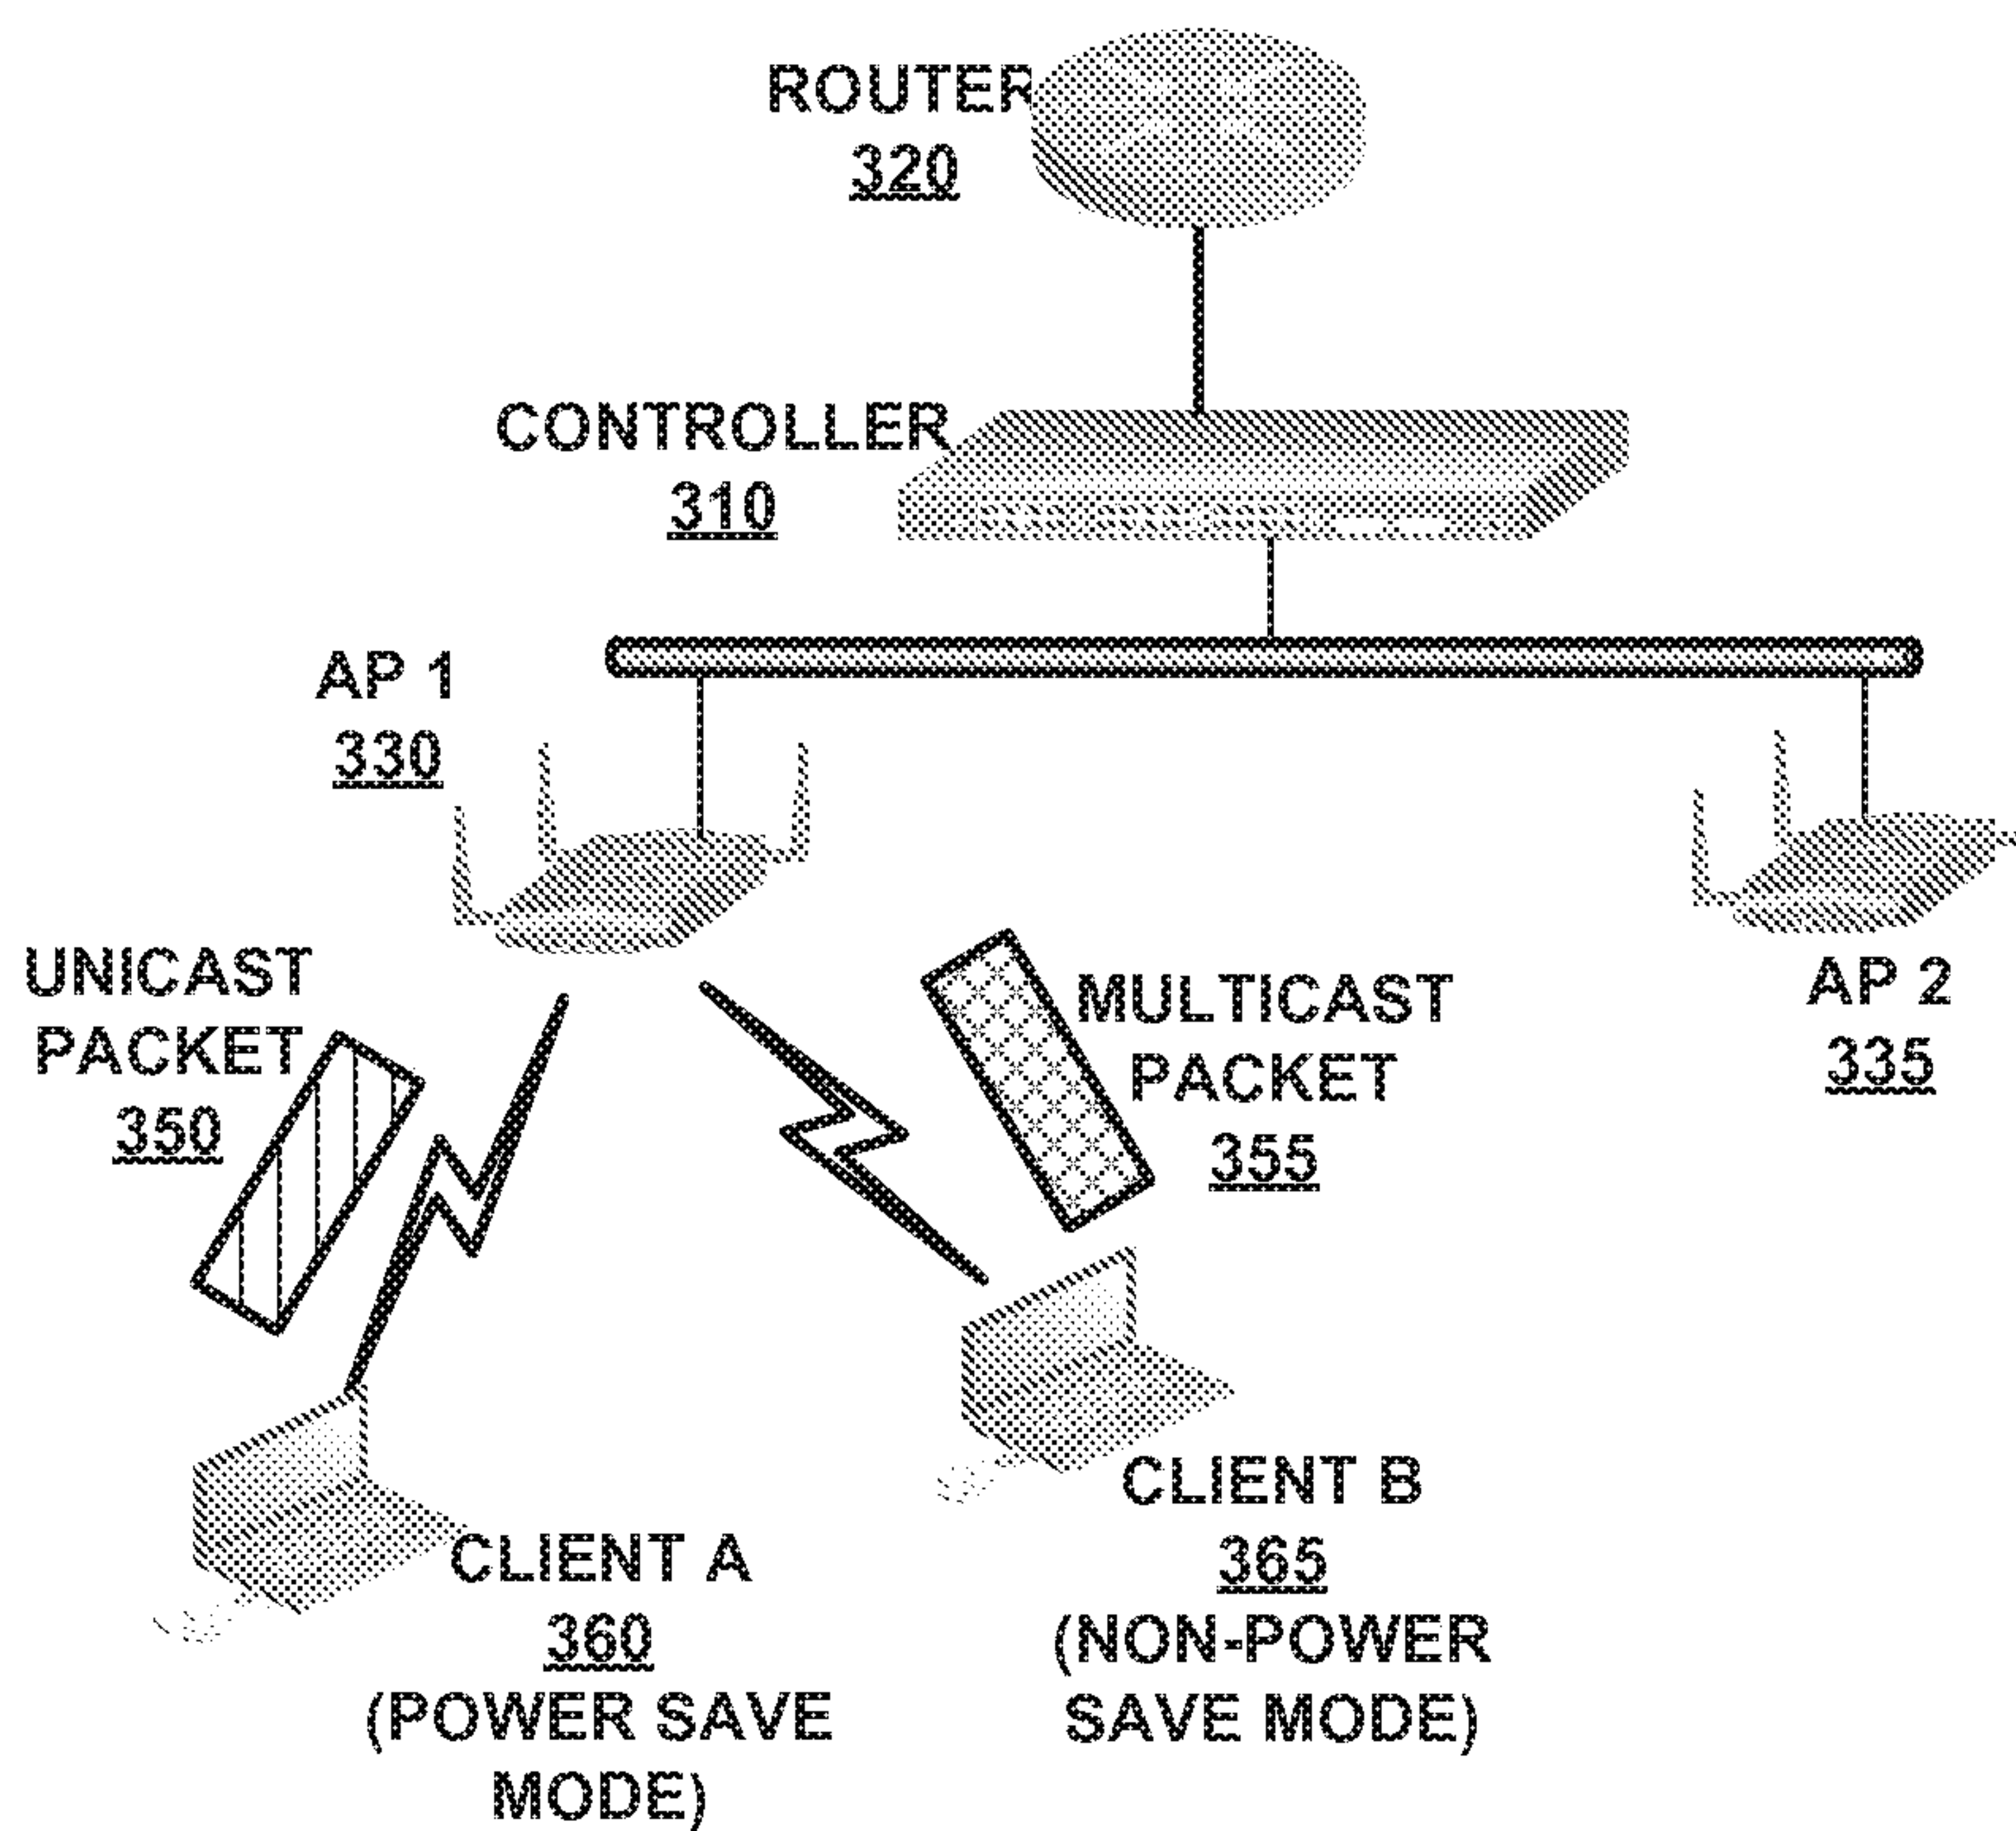 ROUTER
320
CONTROLLER
310
AP 1
330
UNICAST
PACKET
350
MULTICAST
PACKET
355
AP 2
335
CLIENT A
360
(POWER SAVE
MODE)
CLIENT B
365
(NON-POWER
SAVE MODE)